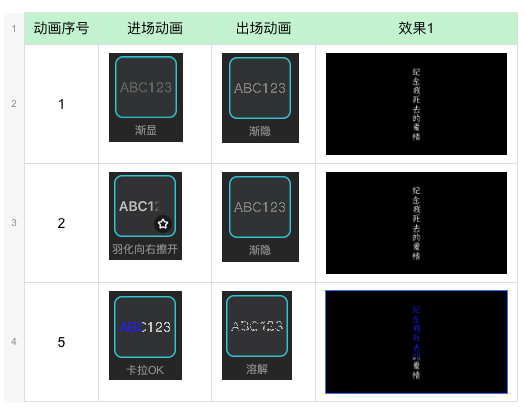 1 动画序号 进场动画 出场动画 效果1
2 1 ABC123 渐显 ABC123 渐隐 纪念我死去的爱情
3 2 ABC12 羽化向右擦开 ABC123 渐隐 纪念我死去的爱情
4 5 ABC123 卡拉OK ABC123 溶解 纪念我死去的爱情